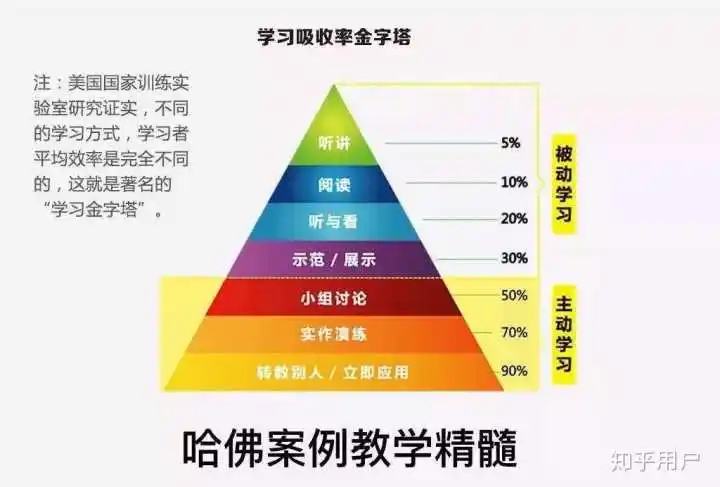 学习吸收率金字塔
注：美国国家训练实
验室研究证实，不同
的学习方式，学习者
平均效率是完全不同
的，这就是著名的
“学习金字塔”。
听讲 5%
阅读 10%
听与看 20%
示范 / 展示 30%
被动学习
小组讨论 50%
实作演练 70%
转教别人 / 立即应用 90%
主动学习
哈佛案例教学精髓
知乎用户